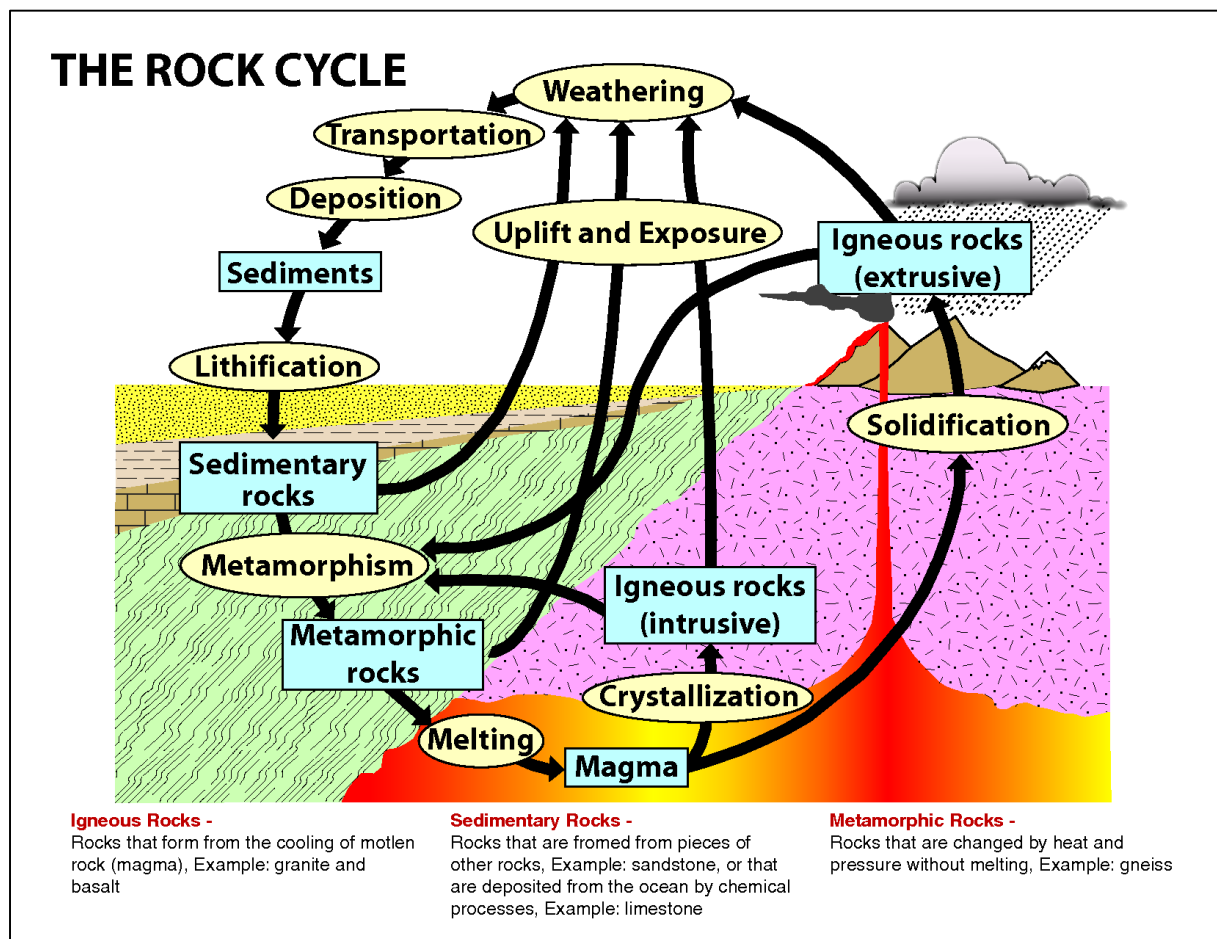 THE ROCK CYCLE
Weathering
Transportation
Deposition
Sediments
Lithification
Sedimentary
rocks
Metamorphism
Metamorphic
rocks
Melting
Magma
Crystallization
Igneous rocks
(intrusive)
Uplift and Exposure
Igneous rocks
(extrusive)
Solidification
Igneous Rocks -
Rocks that form from the cooling of motlen
rock (magma), Example: granite and
basalt
Sedimentary Rocks -
Rocks that are fromed from pieces of
other rocks, Example: sandstone, or that
are deposited from the ocean by chemical
processes, Example: limestone
Metamorphic Rocks -
Rocks that are changed by heat and
pressure without melting, Example: gneiss